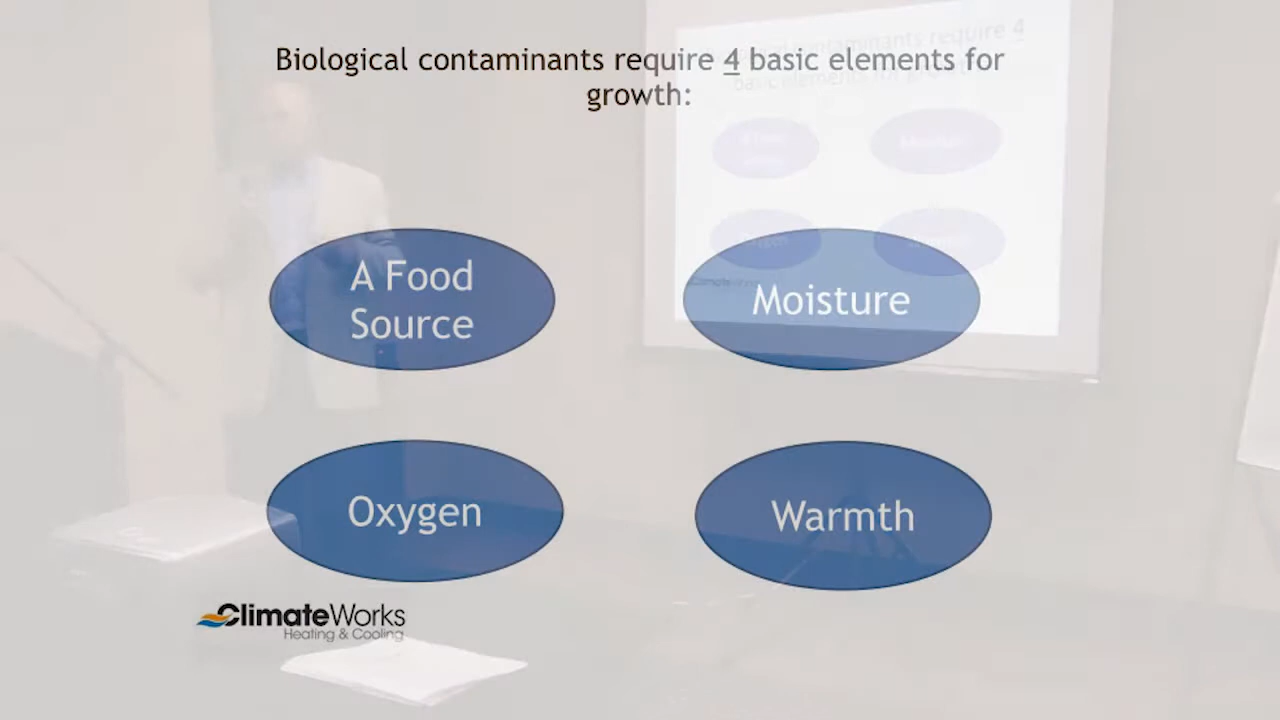 Biological contaminants require 4 basic elements for
growth:
A Food
Source
Moisture
Oxygen
Warmth
ClimateWorks
Heating & Cooling